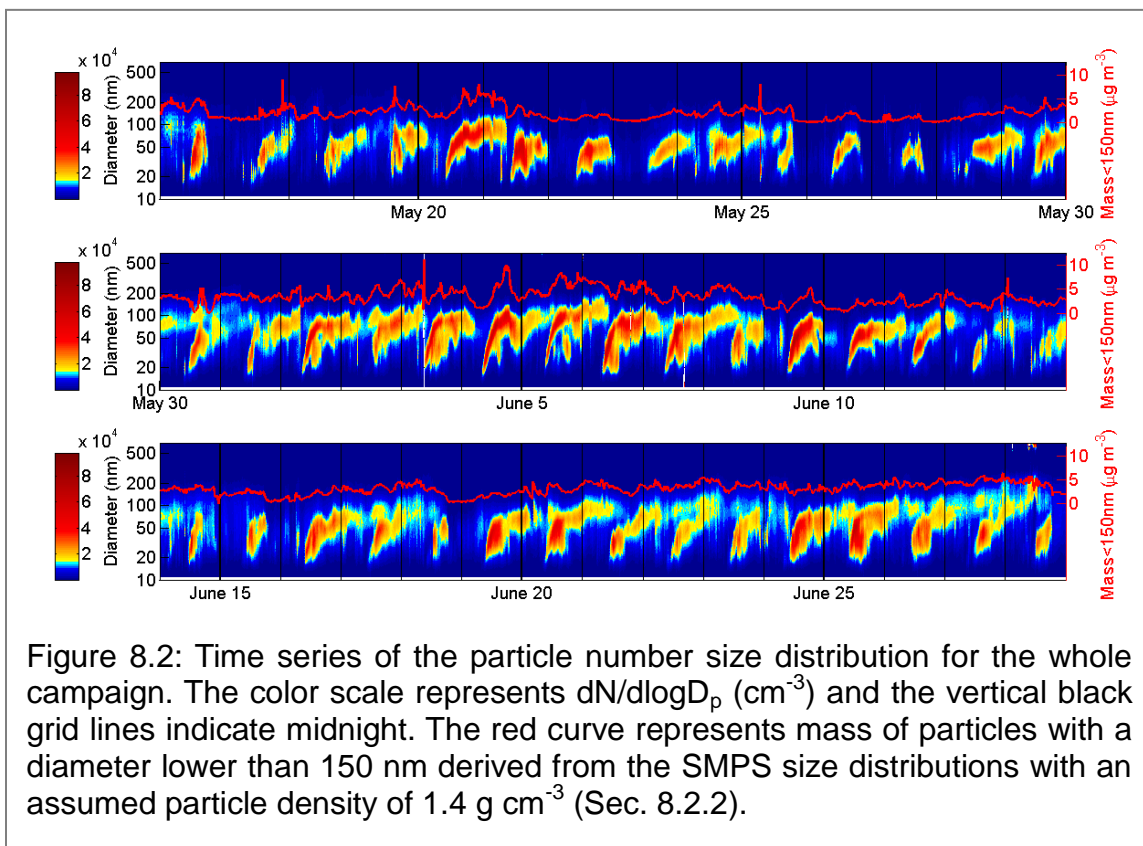 x 10⁴
8
6
4
2
Diameter (nm)
500
200
100
50
20
10
May 20
May 25
May 30
10
5
0
Mass<150nm (μg m⁻³)
x 10⁴
8
6
4
2
Diameter (nm)
500
200
100
50
20
10
May 30
June 5
June 10
10
5
0
Mass<150nm (μg m⁻³)
x 10⁴
8
6
4
2
Diameter (nm)
500
200
100
50
20
10
June 15
June 20
June 25
10
5
0
Mass<150nm (μg m⁻³)
Figure 8.2: Time series of the particle number size distribution for the whole
campaign. The color scale represents dN/dlogDₚ (cm⁻³) and the vertical black
grid lines indicate midnight. The red curve represents mass of particles with a
diameter lower than 150 nm derived from the SMPS size distributions with an
assumed particle density of 1.4 g cm⁻³ (Sec. 8.2.2).